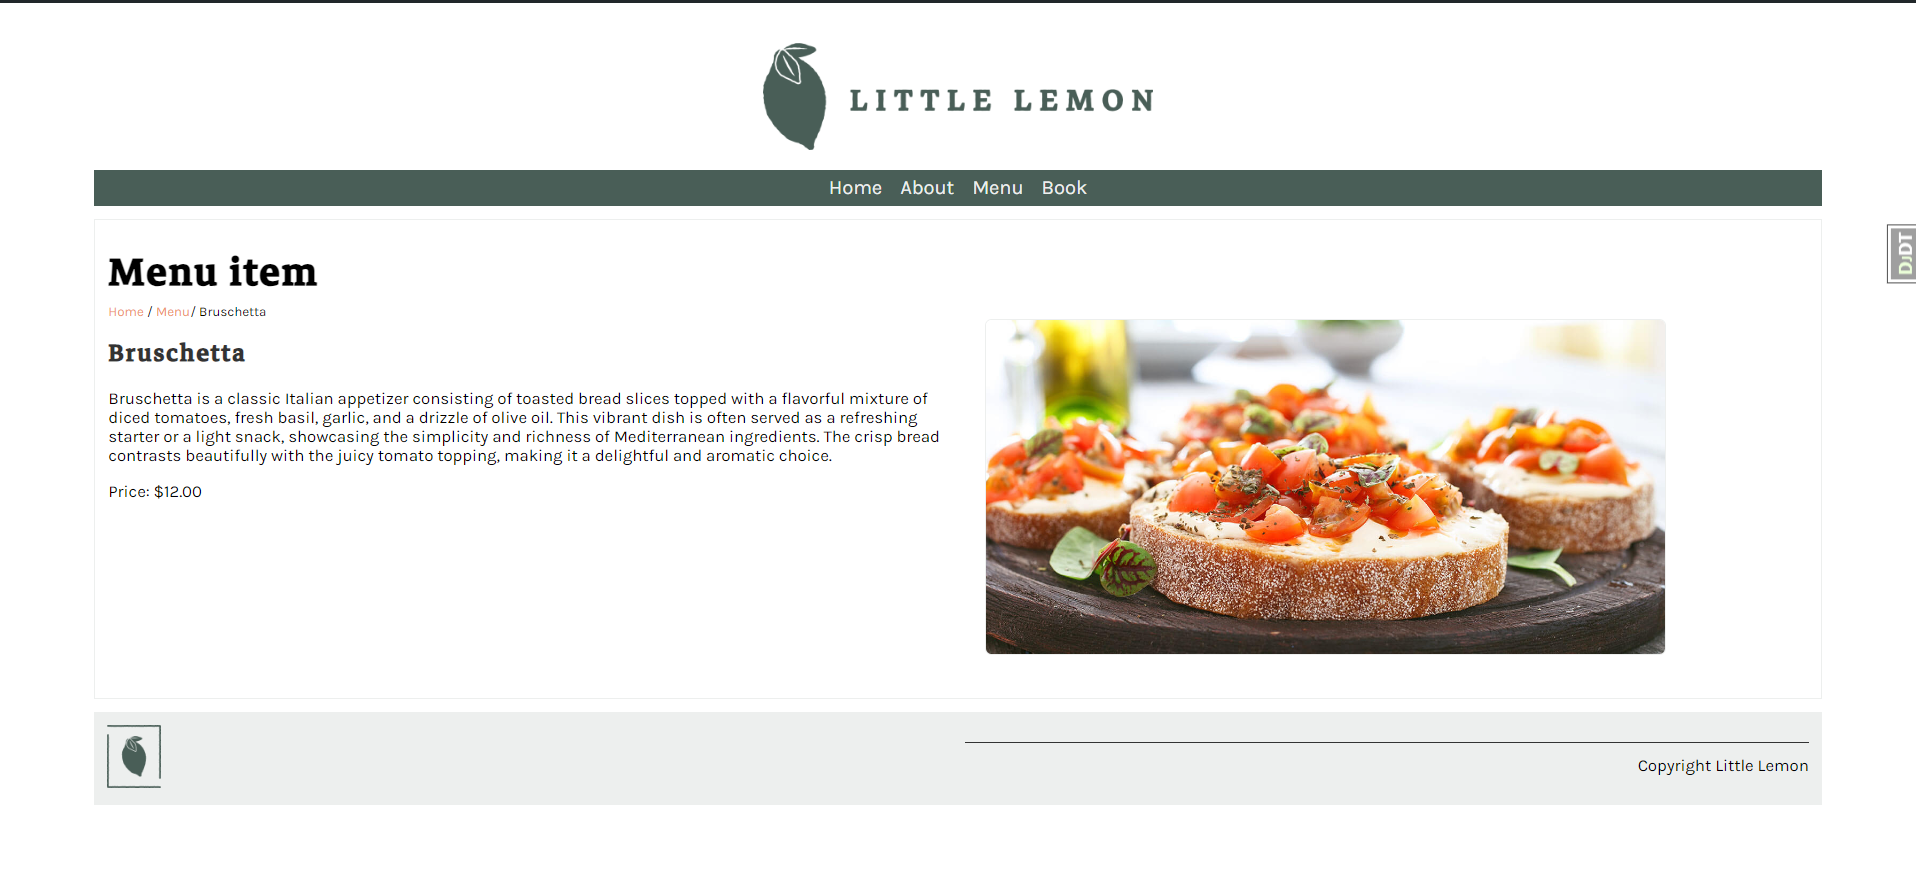 LITTLE LEMON
Home About Menu Book
DJDT
Menu item
Home / Menu/ Bruschetta
Bruschetta
Bruschetta is a classic Italian appetizer consisting of toasted bread slices topped with a flavorful mixture of
diced tomatoes, fresh basil, garlic, and a drizzle of olive oil. This vibrant dish is often served as a refreshing
starter or a light snack, showcasing the simplicity and richness of Mediterranean ingredients. The crisp bread
contrasts beautifully with the juicy tomato topping, making it a delightful and aromatic choice.
Price: $12.00
Copyright Little Lemon